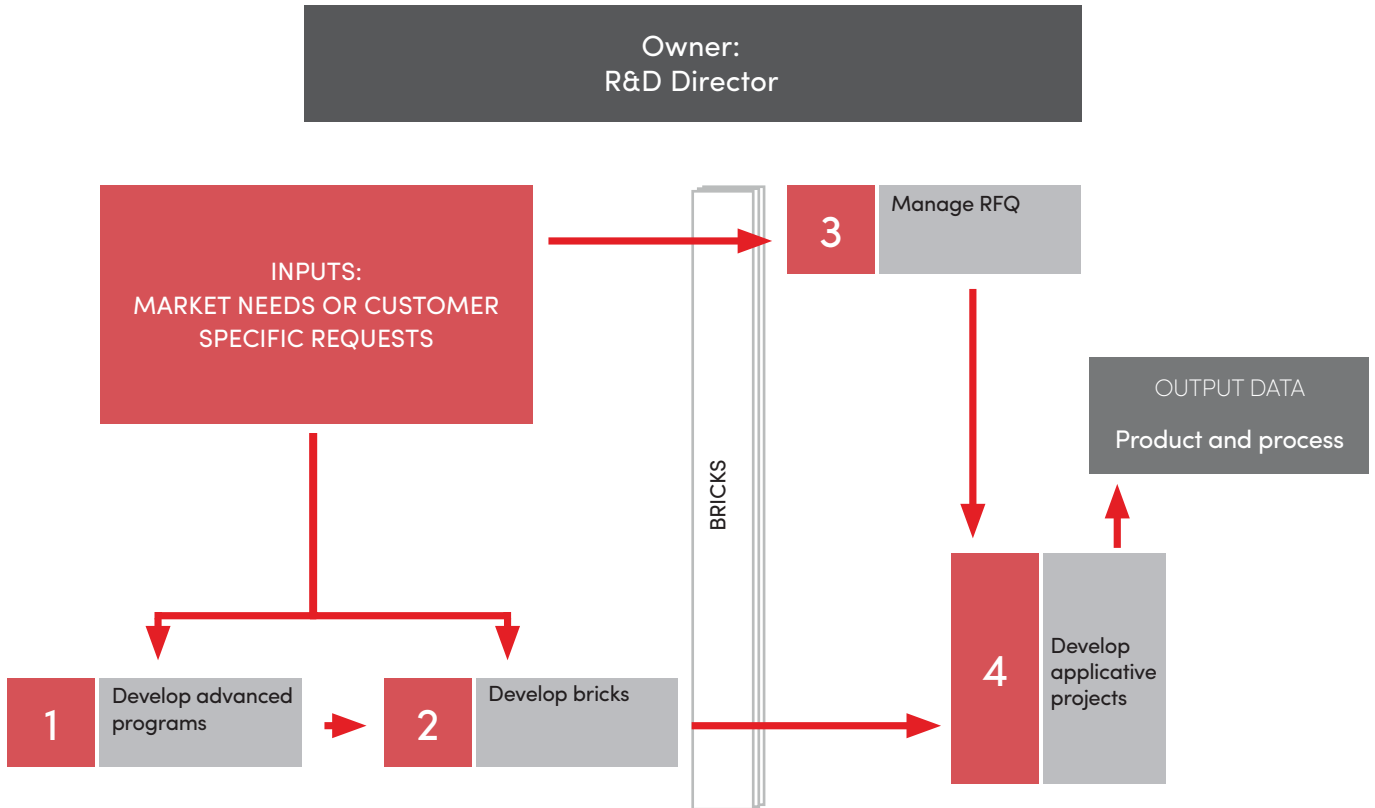 Owner:
R&D Director
INPUTS:
MARKET NEEDS OR CUSTOMER
SPECIFIC REQUESTS
BRICKS
3
Manage RFQ
OUTPUT DATA
Product and process
1
Develop advanced
programs
2
Develop bricks
4
Develop
applicative
projects